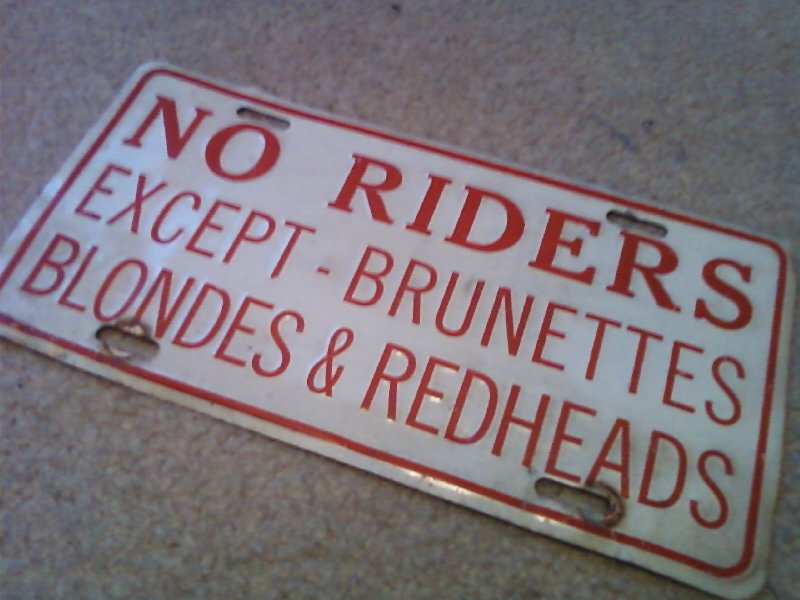 NO RIDERS
EXCEPT - BRUNETTES
BLONDES & REDHEADS